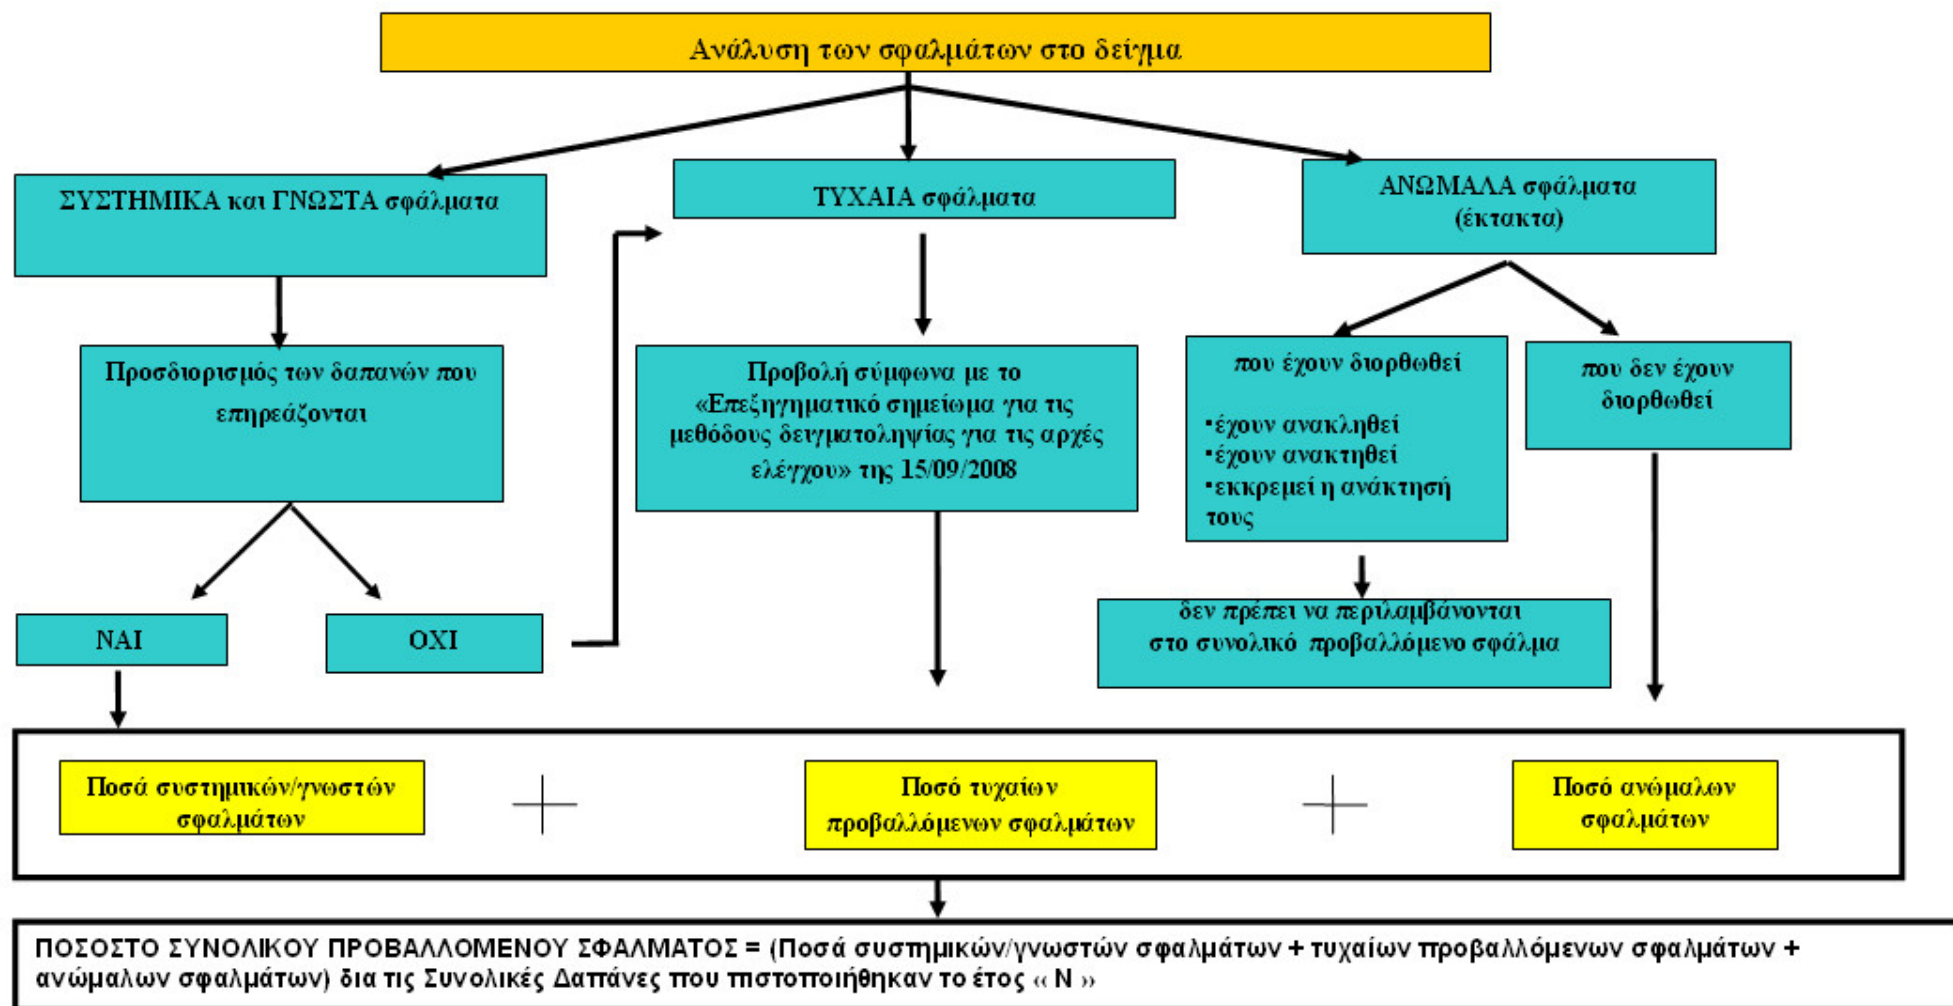 Ανάλυση των σφαλμάτων στο δείγμα
ΣΥΣΤΗΜΙΚΑ και ΓΝΩΣΤΑ σφάλματα
ΤΥΧΑΙΑ σφάλματα
ΑΝΩΜΑΛΑ σφάλματα
(έκτακτα)
Προσδιορισμός των δαπανών που
επηρεάζονται
Προβολή σύμφωνα με το
«Επεξηγηματικό σημείωμα για τις
μεθόδους δειγματοληψίας για τις αρχές
ελέγχου» της 15/09/2008
που έχουν διορθωθεί
▪έχουν ανακληθεί
▪έχουν ανακτηθεί
▪εκκρεμεί η ανάκτησή
τους
που δεν έχουν
διορθωθεί
ΝΑΙ
ΟΧΙ
δεν πρέπει να περιλαμβάνονται
στο συνολικό προβαλλόμενο σφάλμα
Ποσά συστημικών/γνωστών
σφαλμάτων
+
Ποσό τυχαίων
προβαλλόμενων σφαλμάτων
+
Ποσό ανώμαλων
σφαλμάτων
ΠΟΣΟΣΤΟ ΣΥΝΟΛΙΚΟΥ ΠΡΟΒΑΛΛΟΜΕΝΟΥ ΣΦΑΛΜΑΤΟΣ = (Ποσά συστημικών/γνωστών σφαλμάτων + τυχαίων προβαλλόμενων σφαλμάτων +
ανώμαλων σφαλμάτων) δια τις Συνολικές Δαπάνες που πιστοποιήθηκαν το έτος « Ν »